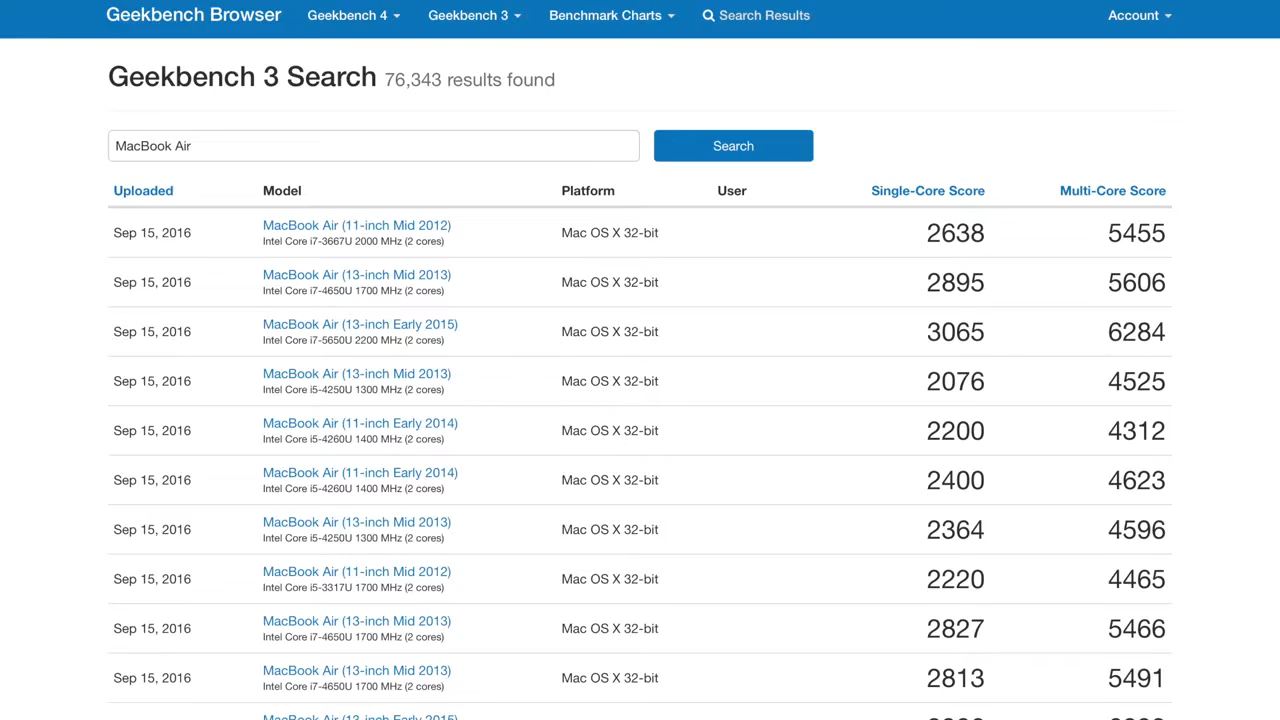 Geekbench Browser Geekbench 4 Geekbench 3 Benchmark Charts Search Results Account
Geekbench 3 Search 76,343 results found
MacBook Air Search
Uploaded Model Platform User Single-Core Score Multi-Core Score
Sep 15, 2016 MacBook Air (11-inch Mid 2012) Mac OS X 32-bit 2638 5455
Intel Core i7-3667U 2000 MHz (2 cores)
Sep 15, 2016 MacBook Air (13-inch Mid 2013) Mac OS X 32-bit 2895 5606
Intel Core i7-4650U 1700 MHz (2 cores)
Sep 15, 2016 MacBook Air (13-inch Early 2015) Mac OS X 32-bit 3065 6284
Intel Core i7-5650U 2200 MHz (2 cores)
Sep 15, 2016 MacBook Air (13-inch Mid 2013) Mac OS X 32-bit 2076 4525
Intel Core i5-4250U 1300 MHz (2 cores)
Sep 15, 2016 MacBook Air (11-inch Early 2014) Mac OS X 32-bit 2200 4312
Intel Core i5-4260U 1400 MHz (2 cores)
Sep 15, 2016 MacBook Air (11-inch Early 2014) Mac OS X 32-bit 2400 4623
Intel Core i5-4260U 1400 MHz (2 cores)
Sep 15, 2016 MacBook Air (13-inch Mid 2013) Mac OS X 32-bit 2364 4596
Intel Core i5-4250U 1300 MHz (2 cores)
Sep 15, 2016 MacBook Air (11-inch Mid 2012) Mac OS X 32-bit 2220 4465
Intel Core i5-3317U 1700 MHz (2 cores)
Sep 15, 2016 MacBook Air (13-inch Mid 2013) Mac OS X 32-bit 2827 5466
Intel Core i7-4650U 1700 MHz (2 cores)
Sep 15, 2016 MacBook Air (13-inch Mid 2013) Mac OS X 32-bit 2813 5491
Intel Core i7-4650U 1700 MHz (2 cores)
MacBook Air (13-inch Early 2015)